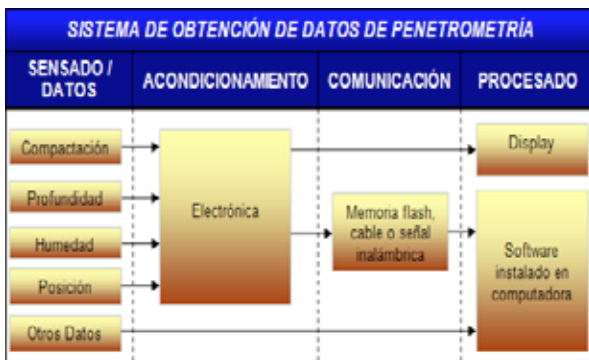 SISTEMA DE OBTENCIÓN DE DATOS DE PENETROMETRÍA
SENSADO /
DATOS
ACONDICIONAMIENTO
COMUNICACIÓN
PROCESADO
Compactación
Profundidad
Humedad
Posición
Otros Datos
Electrónica
Memoria flash,
cable o señal
inalámbrica
Display
Software
instalado en
computadora